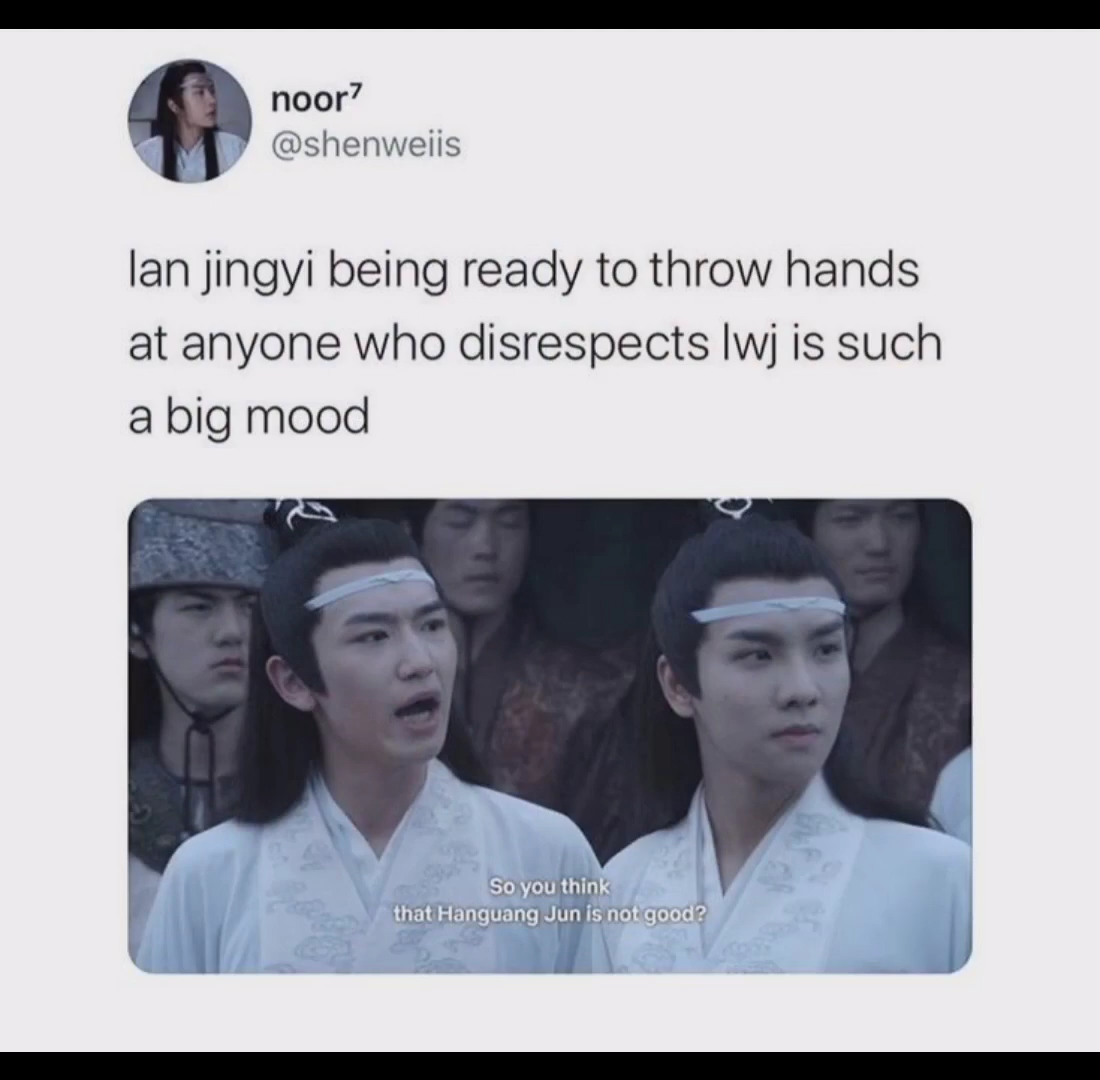 noor⁷
@shenweiis
lan jingyi being ready to throw hands
at anyone who disrespects lwj is such
a big mood
So you think
that Hanguang Jun is not good?